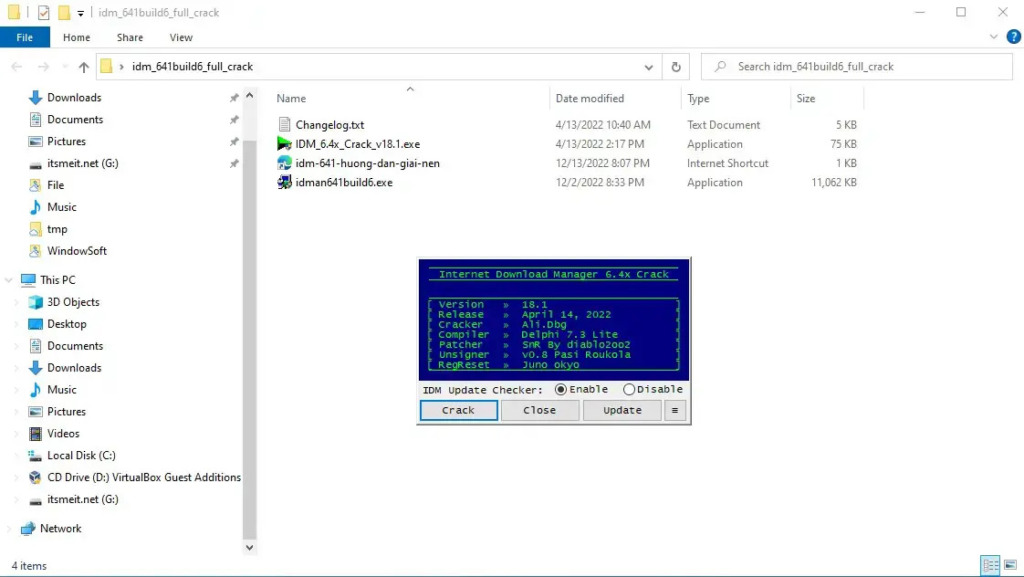 idm_641build6_full_crack
File Home Share View
idm_641build6_full_crack
Search idm_641build6_full_crack
Downloads
Documents
Pictures
itsmeit.net (G:)
File
Music
tmp
WindowSoft
This PC
3D Objects
Desktop
Documents
Downloads
Music
Pictures
Videos
Local Disk (C:)
CD Drive (D:) VirtualBox Guest Additions
itsmeit.net (G:)
Network
Name Date modified Type Size
Changelog.txt 4/13/2022 10:40 AM Text Document 5 KB
IDM_6.4x_Crack_v18.1.exe 4/13/2022 2:17 PM Application 75 KB
idm-641-huong-dan-giai-nen 12/13/2022 8:07 PM Internet Shortcut 1 KB
idman641build6.exe 12/2/2022 8:33 PM Application 11,062 KB
Internet Download Manager 6.4x Crack
Version » 18.1
Release » April 14, 2022
Cracker » Ali.Dbg
Compiler » Delphi 7.3 Lite
Patcher » SnR By diablo2oo2
Unsigner » v0.8 Pasi Roukola
RegReset » Juno_okyo
IDM Update Checker: Enable Disable
Crack Close Update ≡
4 items